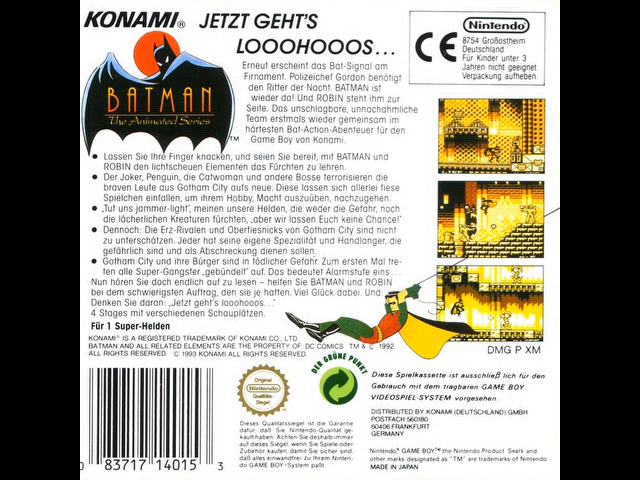 KONAMI® JETZT GEHT'S
LOOOHOOOS...
Nintendo®
8754 Großostheim
Deutschland
Für Kinder unter 3
Jahren nicht geeignet.
Verpackung aufheben.
CE
BATMAN
The Animated Series
TM
Erneut erscheint das Bat-Signal am
Firnament. Polizeichef Gordon benötigt
den Ritter der Nacht. BATMAN ist
wieder da! Und ROBIN steht ihm zur
Seite. Das unschlagbare, unnachahmliche
Team erstmals wieder gemeinsam im
härtesten Bat-Action-Abenteuer für den
Game Boy von Konami.
• Lassen Sie Ihre Finger knacken, und seien Sie bereit, mit BATMAN und
ROBIN den lichtscheuen Elementen das Fürchten zu lehren.
• Der Joker, Penguin, die Catwoman und andere Bosse terrorisieren die
braven Leute aus Gotham City aufs neue. Diese lassen sich allerlei fiese
Spielchen einfallen, um ihrem Hobby, Macht auszuüben, nachzugehen.
• „Tut uns jammer-light", meinen unsere Helden, die weder die Gefahr, noch
die lächerlichen Kreaturen fürchten, „aber wir lassen Euch keine Chance!"
• Dennoch: Die Erz-Rivalen und Oberfiesnicks von Gotham City sind nicht
zu unterschätzen. Jeder hat seine eigene Spezialität und Handlanger, die
gefährlich sind und als Abschreckung dienen sollen.
• Gotham City und ihre Bürger sind in tödlicher Gefahr. Zum ersten Mal tre-
ten alle Super-Gangster „gebündelt" auf. Das bedeutet Alarmstufe eins...
Nun hören Sie doch endlich auf zu lesen – helfen Sie BATMAN und ROBIN
bei dem schwierigsten Auftrag, den sie je hatten. Viel Glück dabei. Und:
Denken Sie daran: „Jetzt geht's looohooos..."
4 Stages mit verschiedenen Schauplätzen.
Für 1 Super-Helden
KONAMI® IS A REGISTERED TRADEMARK OF KONAMI CO., LTD.
BATMAN AND ALL RELATED ELEMENTS ARE THE PROPERTY OF DC COMICS TM & © 1992
ALL RIGHTS RESERVED. © 1993 KONAMI ALL RIGHTS RESERVED.
DMG P XM
0 83717 14015 3
Original
Nintendo
Qualitäts-
Siegel
Dieses Qualitätssiegel ist die Garantie
dafür, daß Sie Nintendo-Qualität ge-
kauft haben. Achten Sie deshalb immer
auf dieses Siegel, wenn Sie Spiele oder
Zubehör kaufen, damit Sie sicher sind,
daß alles einwandfrei zu Ihrem Ninten-
do GAME BOY-System paßt.
DER GRÜNE PUNKT
Diese Spielkassette ist ausschließlich für den
Gebrauch mit dem tragbaren GAME BOY
VIDEOSPIEL-SYSTEM vorgesehen.
DISTRIBUTED BY KONAMI (DEUTSCHLAND) GMBH
POSTFACH 560180
60406 FRANKFURT
GERMANY
Nintendo,® GAME BOY,™ the Nintendo Product Seals and
other marks designated as "TM" are trademarks of Nintendo.
MADE IN JAPAN